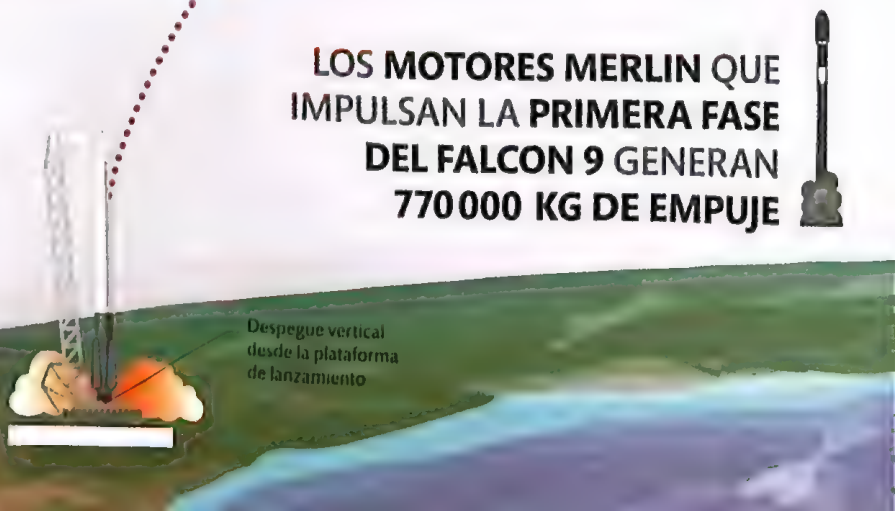 LOS MOTORES MERLIN QUE
IMPULSAN LA PRIMERA FASE
DEL FALCON 9 GENERAN
770 000 KG DE EMPUJE
Despegue vertical
desde la plataforma
de lanzamiento